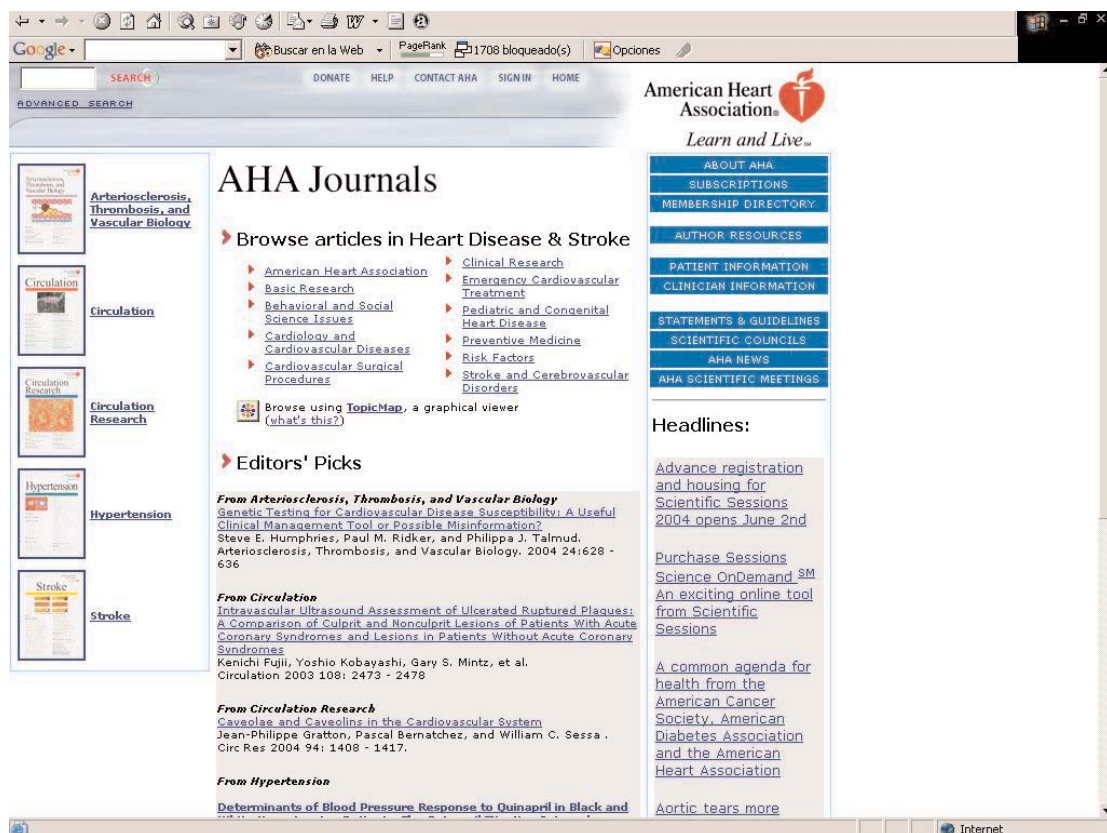 Google
Buscar en la Web
PageRank
1708 bloqueado(s)
Opciones
SEARCH
ADVANCED SEARCH
DONATE HELP CONTACT AHA SIGN IN HOME
American Heart
Association®
Learn and Live℠
Arteriosclerosis,
Thrombosis, and
Vascular Biology
Circulation
Circulation
Circulation
Research
Circulation
Research
Hypertension
Hypertension
Stroke
Stroke
AHA Journals
Browse articles in Heart Disease & Stroke
American Heart Association
Basic Research
Behavioral and Social
Science Issues
Cardiology and
Cardiovascular Diseases
Cardiovascular Surgical
Procedures
Clinical Research
Emergency Cardiovascular
Treatment
Pediatric and Congenital
Heart Disease
Preventive Medicine
Risk Factors
Stroke and Cerebrovascular
Disorders
Browse using TopicMap, a graphical viewer
(what's this?)
Editors' Picks
From Arteriosclerosis, Thrombosis, and Vascular Biology
Genetic Testing for Cardiovascular Disease Susceptibility: A Useful
Clinical Management Tool or Possible Misinformation?
Steve E. Humphries, Paul M. Ridker, and Philippa J. Talmud.
Arteriosclerosis, Thrombosis, and Vascular Biology. 2004 24:628 -
636
From Circulation
Intravascular Ultrasound Assessment of Ulcerated Ruptured Plaques:
A Comparison of Culprit and Nonculprit Lesions of Patients With Acute
Coronary Syndromes and Lesions in Patients Without Acute Coronary
Syndromes
Kenichi Fujii, Yoshio Kobayashi, Gary S. Mintz, et al.
Circulation 2003 108: 2473 - 2478
From Circulation Research
Caveolae and Caveolins in the Cardiovascular System
Jean-Philippe Gratton, Pascal Bernatchez, and William C. Sessa .
Circ Res 2004 94: 1408 - 1417.
From Hypertension
Determinants of Blood Pressure Response to Quinapril in Black and
ABOUT AHA
SUBSCRIPTIONS
MEMBERSHIP DIRECTORY
AUTHOR RESOURCES
PATIENT INFORMATION
CLINICIAN INFORMATION
STATEMENTS & GUIDELINES
SCIENTIFIC COUNCILS
AHA NEWS
AHA SCIENTIFIC MEETINGS
Headlines:
Advance registration
and housing for
Scientific Sessions
2004 opens June 2nd
Purchase Sessions
Science OnDemand SM
An exciting online tool
from Scientific
Sessions
A common agenda for
health from the
American Cancer
Society, American
Diabetes Association
and the American
Heart Association
Aortic tears more
Internet